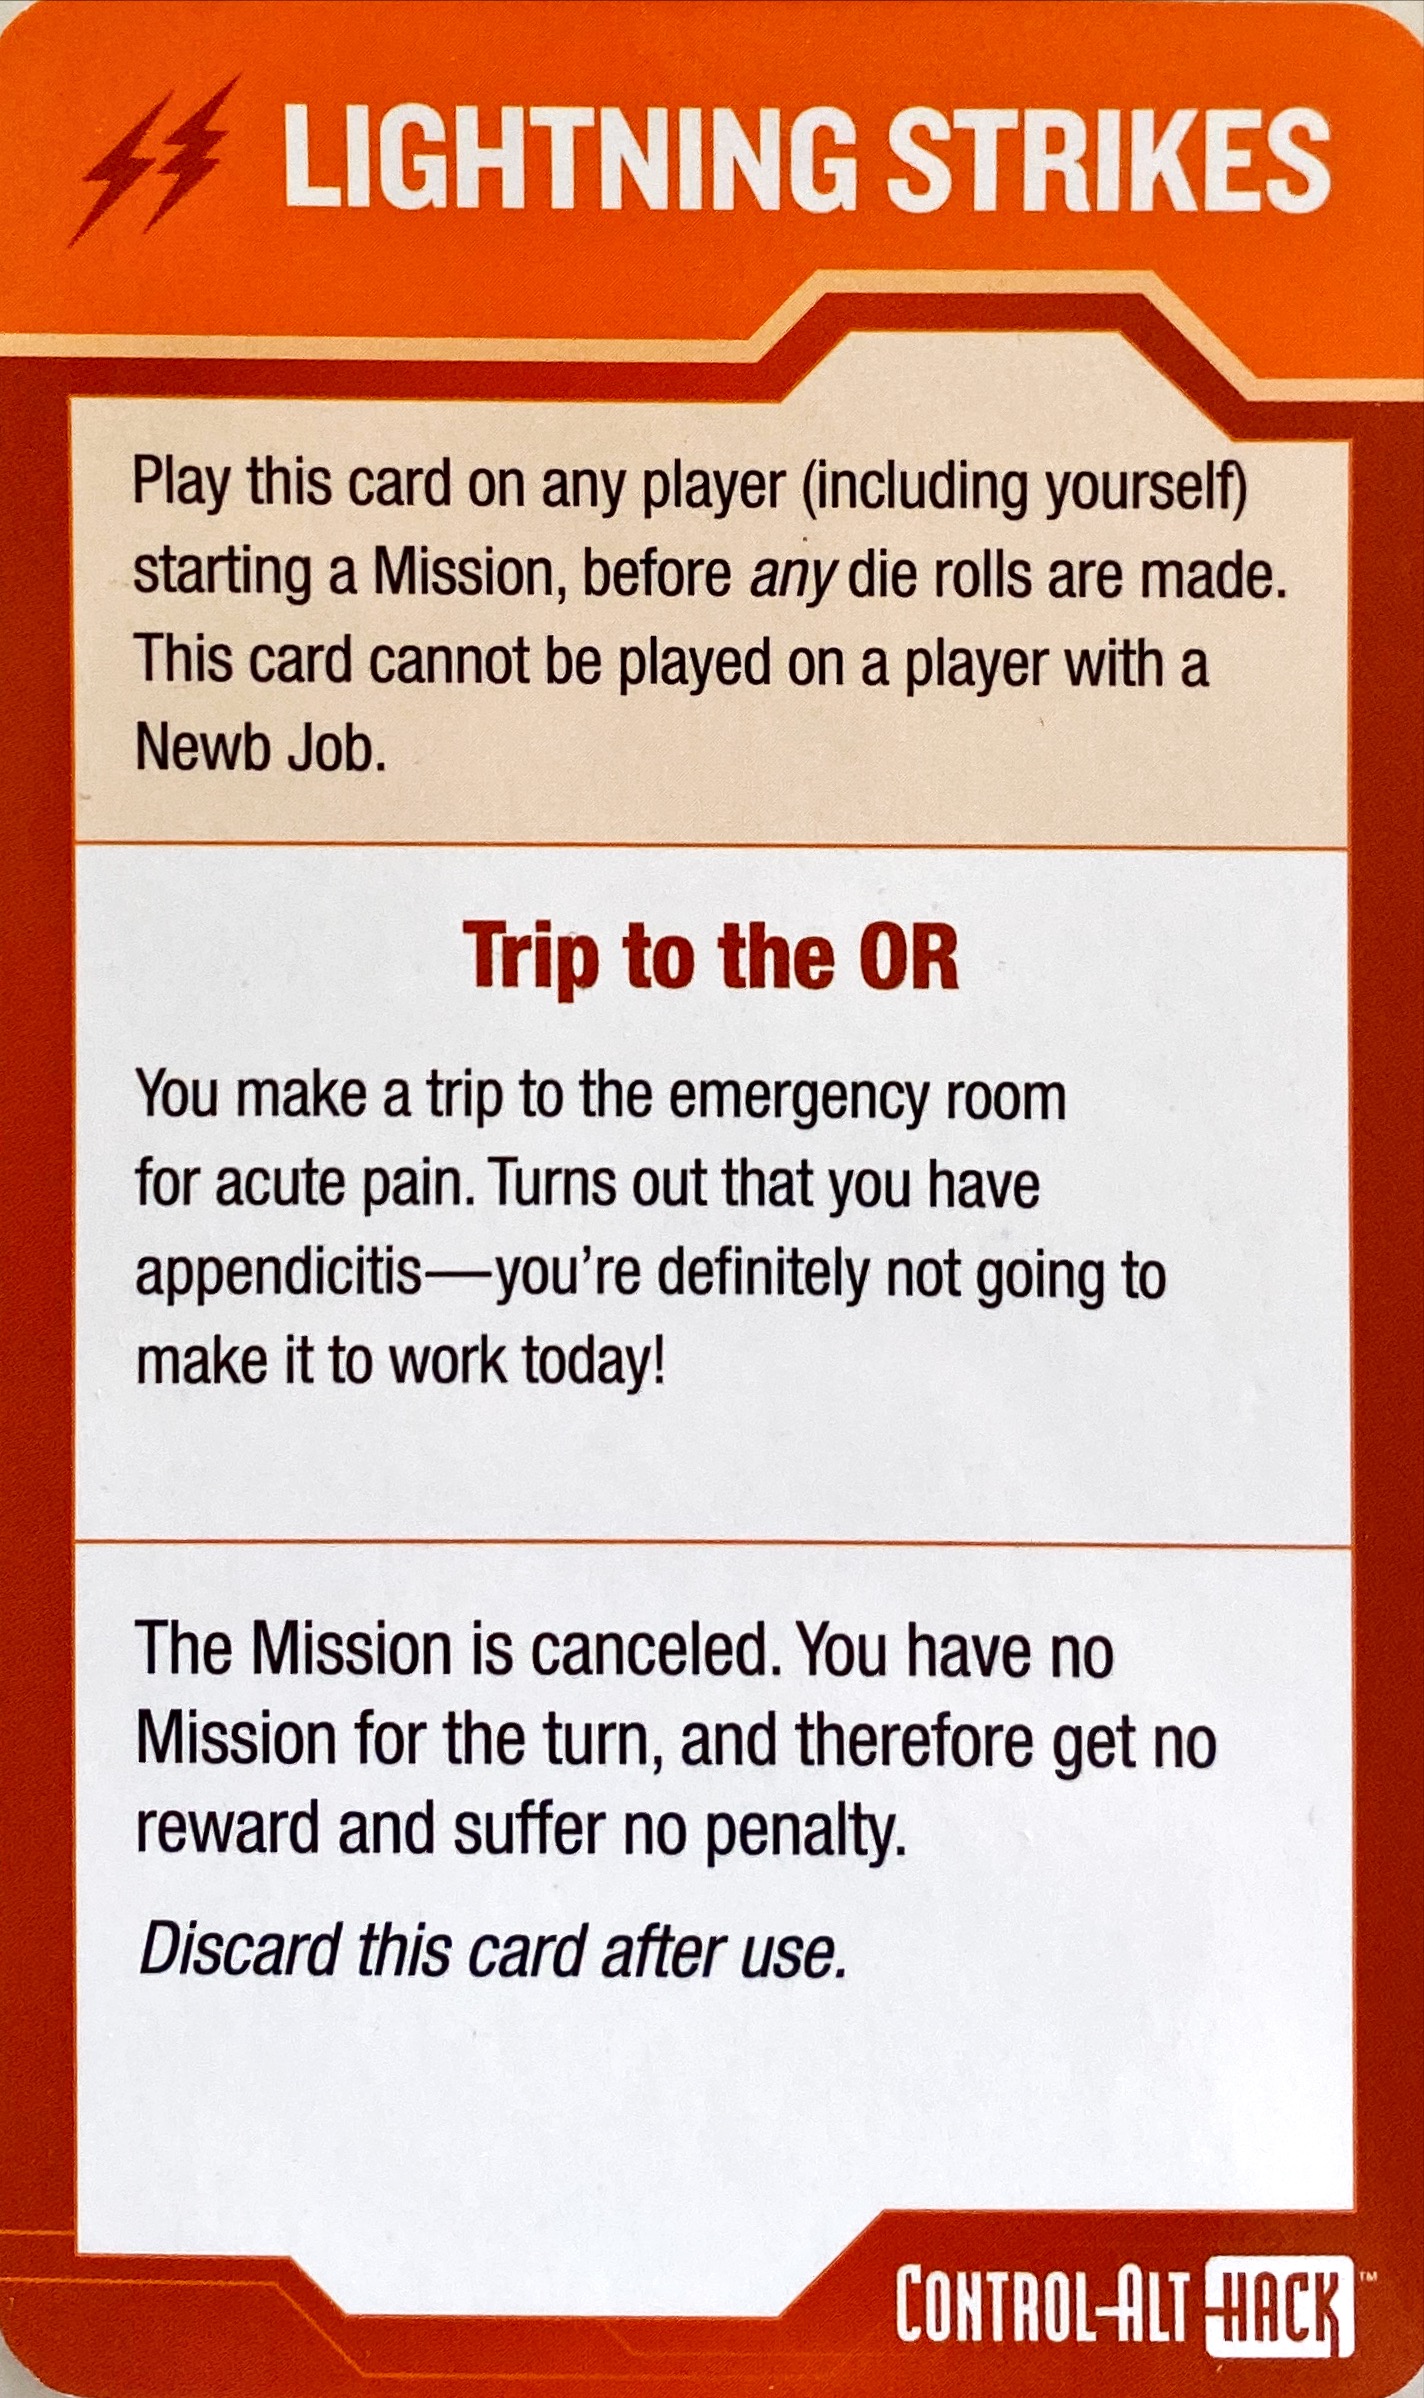 LIGHTNING STRIKES
Play this card on any player (including yourself)
starting a Mission, before any die rolls are made.
This card cannot be played on a player with a
Newb Job.
Trip to the OR
You make a trip to the emergency room
for acute pain. Turns out that you have
appendicitis—you're definitely not going to
make it to work today!
The Mission is canceled. You have no
Mission for the turn, and therefore get no
reward and suffer no penalty.
Discard this card after use.
CONTROL-ALT-HACK™